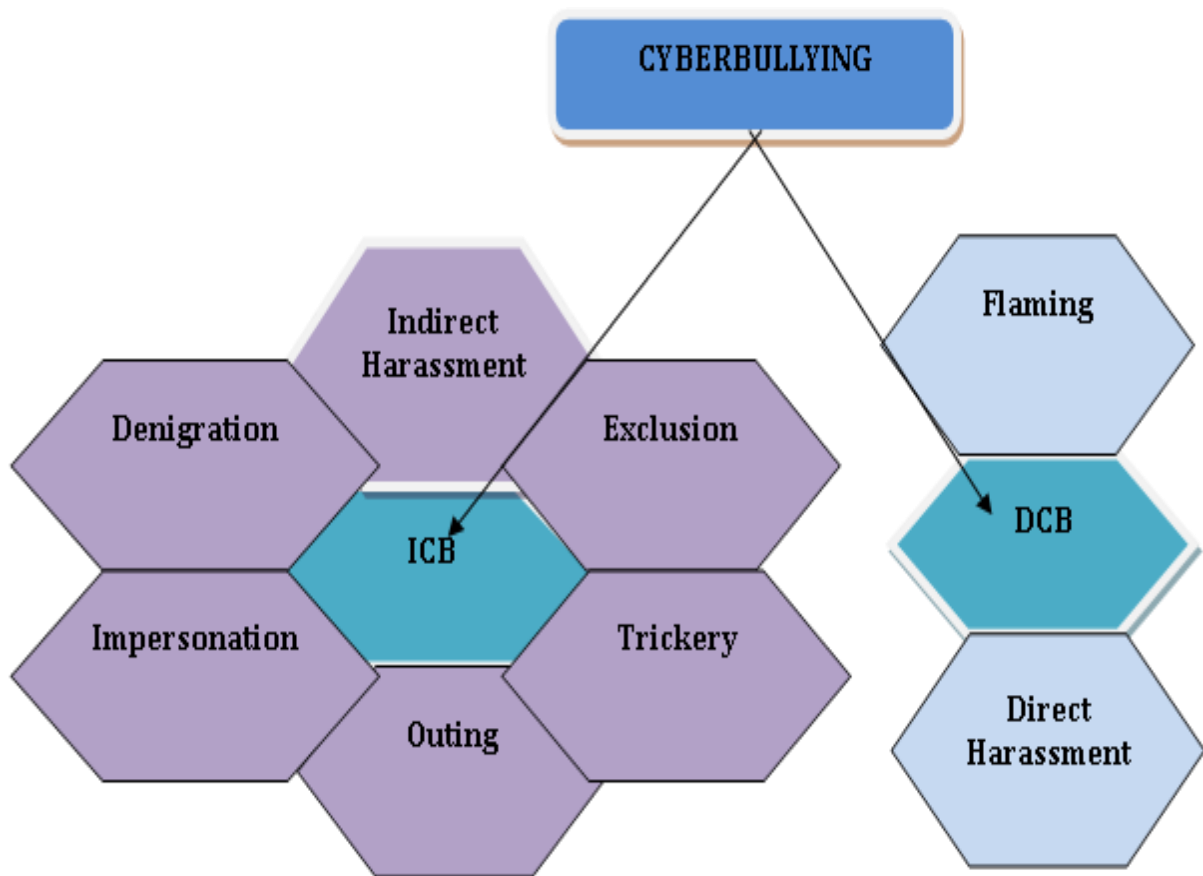 CYBERBULLYING
Indirect
Harassment
Denigration
Exclusion
ICB
Impersonation
Trickery
Outing
Flaming
DCB
Direct
Harassment